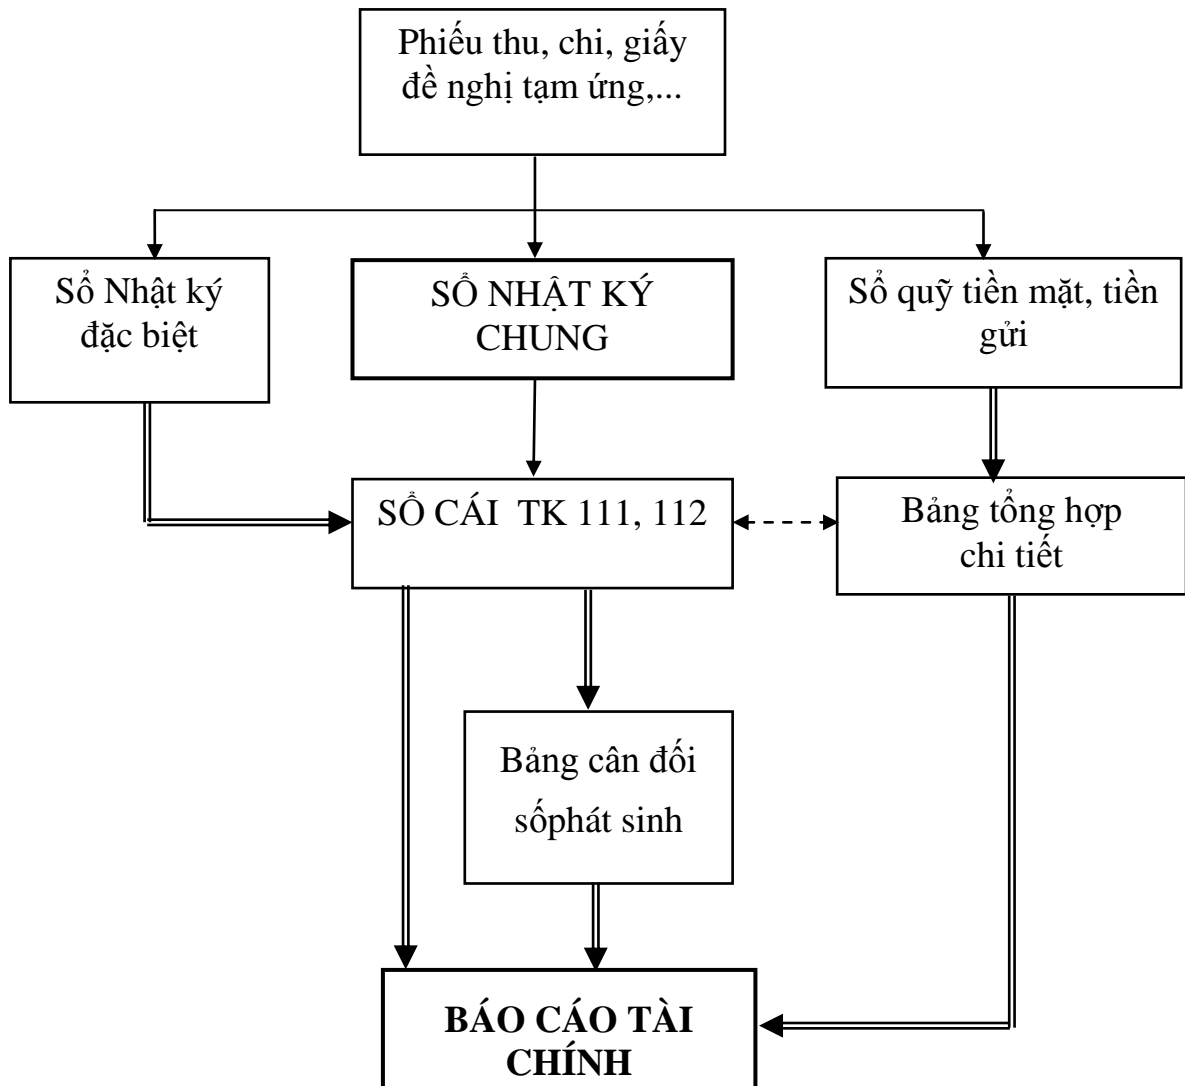 Phiếu thu, chi, giấy
đề nghị tạm ứng,...
Sổ Nhật ký
đặc biệt
SỔ NHẬT KÝ
CHUNG
Sổ quỹ tiền mặt, tiền
gửi
SỔ CÁI TK 111, 112
Bảng tổng hợp
chi tiết
Bảng cân đối
sốphát sinh
BÁO CÁO TÀI
CHÍNH